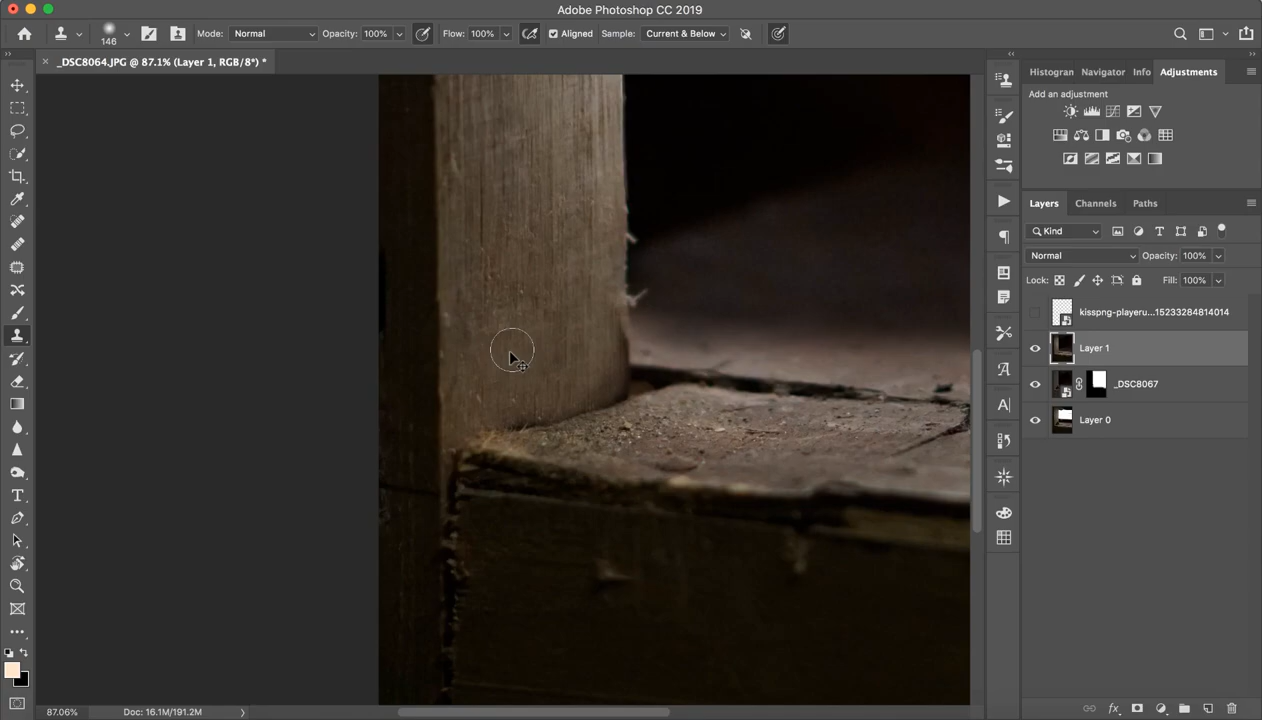 Adobe Photoshop CC 2019
146
Mode: Normal
Opacity: 100%
Flow: 100%
Aligned
Sample: Current & Below
_DSC8064.JPG @ 87.1% (Layer 1, RGB/8*) *
Histogran
Navigator
Info
Adjustments
Add an adjustment
Layers
Channels
Paths
Kind
Normal
Opacity: 100%
Lock:
Fill: 100%
kisspng-playeru...15233284814014
Layer 1
_DSC8067
Layer 0
87.06%
Doc: 16.1M/191.2M